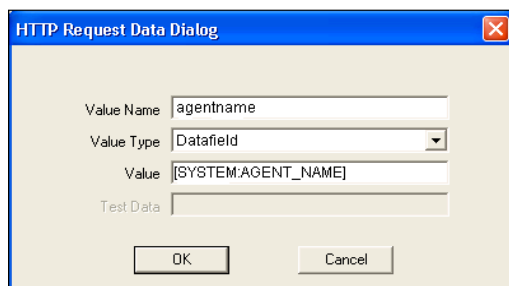 HTTP Request Data Dialog
Value Name agentname
Value Type Datafield
Value [SYSTEM:AGENT_NAME]
Test Data
OK Cancel